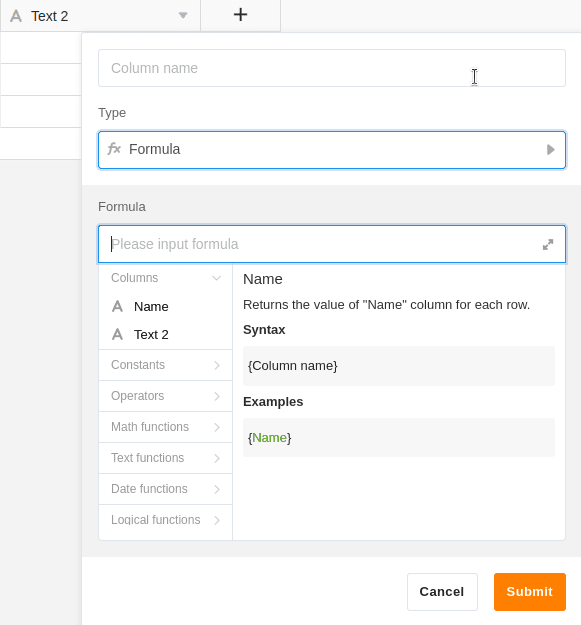 Text 2
Column name
Type
Formula
Formula
Please input formula
Columns
Name
Text 2
Constants
Operators
Math functions
Text functions
Date functions
Logical functions
Name
Returns the value of "Name" column for each row.
Syntax
{Column name}
Examples
{Name}
Cancel
Submit